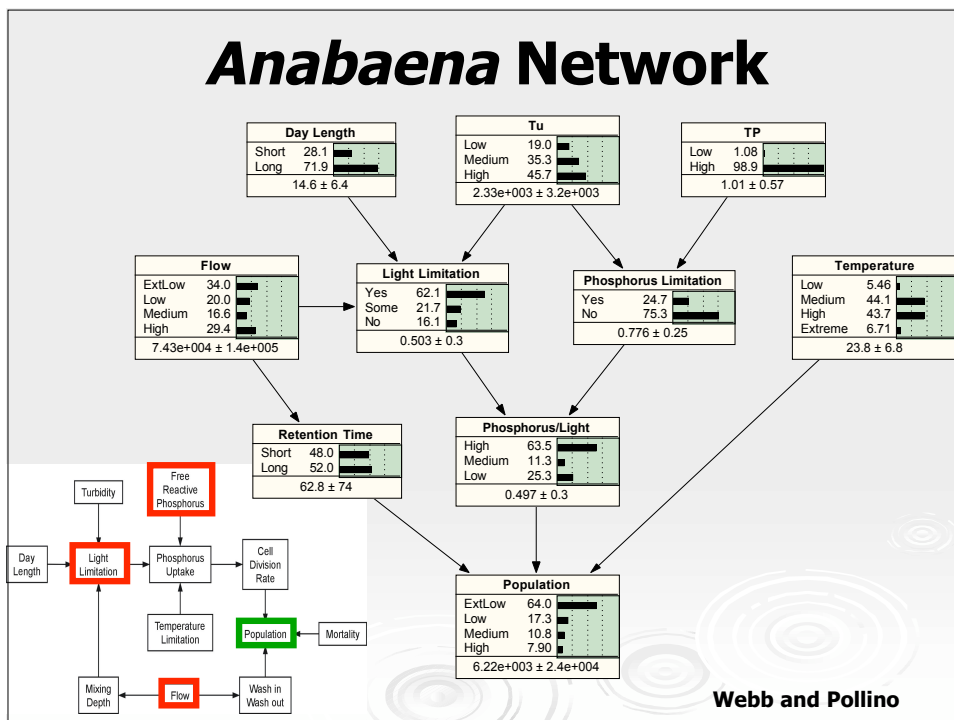 Anabaena Network
Day Length
Short 28.1
Long 71.9
14.6 ± 6.4
Tu
Low 19.0
Medium 35.3
High 45.7
2.33e+003 ± 3.2e+003
TP
Low 1.08
High 98.9
1.01 ± 0.57
Flow
ExtLow 34.0
Low 20.0
Medium 16.6
High 29.4
7.43e+004 ± 1.4e+005
Light Limitation
Yes 62.1
Some 21.7
No 16.1
0.503 ± 0.3
Phosphorus Limitation
Yes 24.7
No 75.3
0.776 ± 0.25
Temperature
Low 5.46
Medium 44.1
High 43.7
Extreme 6.71
23.8 ± 6.8
Retention Time
Short 48.0
Long 52.0
62.8 ± 74
Phosphorus/Light
High 63.5
Medium 11.3
Low 25.3
0.497 ± 0.3
Population
ExtLow 64.0
Low 17.3
Medium 10.8
High 7.90
6.22e+003 ± 2.4e+004
Turbidity
Free
Reactive
Phosphorus
Day
Length
Light
Limitation
Phosphorus
Uptake
Cell
Division
Rate
Temperature
Limitation
Population
Mortality
Mixing
Depth
Flow
Wash in
Wash out
Webb and Pollino